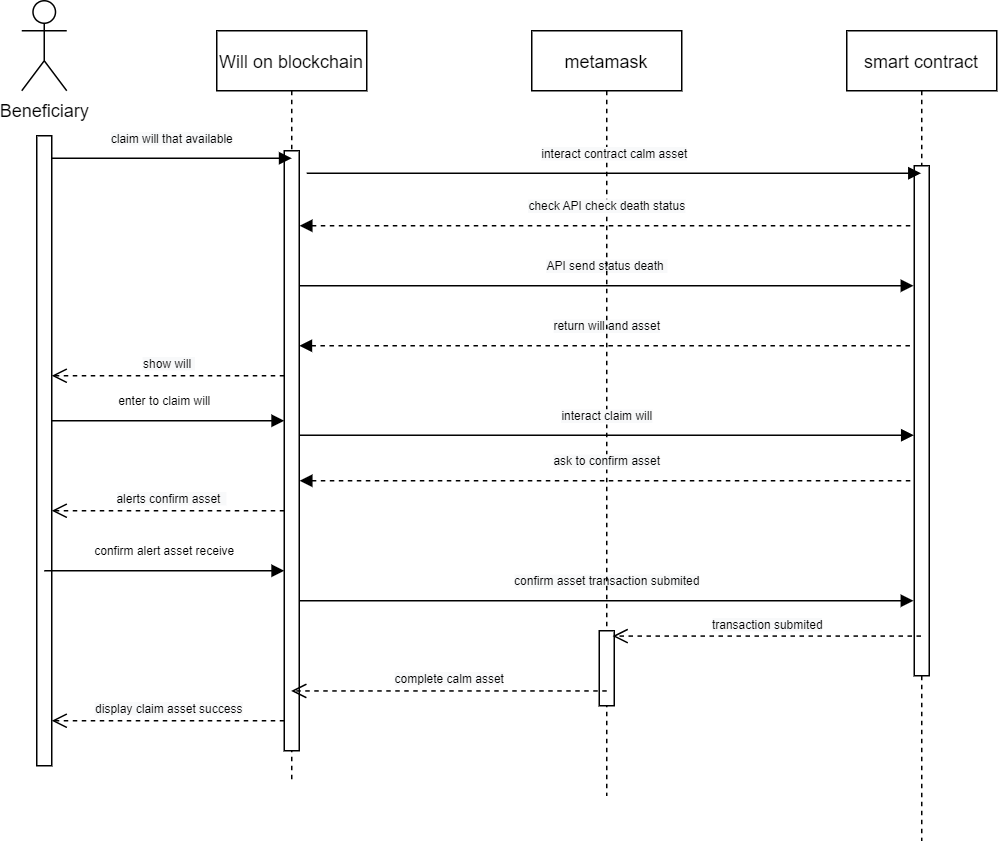 Beneficiary
Will on blockchain
metamask
smart contract
claim will that available
interact contract calm asset
check API check death status
API send status death
return will and asset
show will
enter to claim will
interact claim will
ask to confirm asset
alerts confirm asset
confirm alert asset receive
confirm asset transaction submited
transaction submited
complete calm asset
display claim asset success